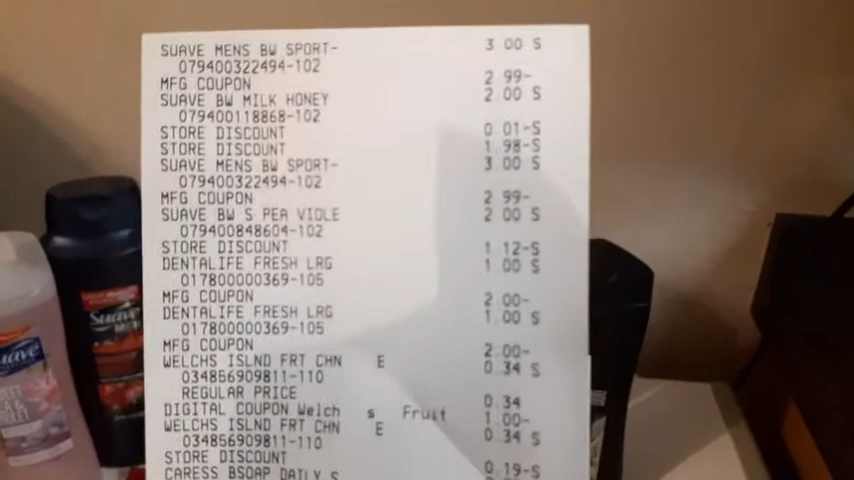 SUAVE MENS BW SPORT- 3 00 S
079400322494-102
MFG COUPON 2 99-
SUAVE BW MILK HONEY 2 00 S
079400118868-102
STORE DISCOUNT 0 01-S
STORE DISCOUNT 1 98-S
SUAVE MENS BW SPORT- 3 00 S
079400322494-102
MFG COUPON 2 99-
SUAVE BW S PEA VIOLE 2 00 S
079400848604-102
STORE DISCOUNT 1 12-S
DENTALIFE FRESH LRG 1 00 S
017800000369-105
MFG COUPON 2 00-
DENTALIFE FRESH LRG 1 00 S
017800000369-105
MFG COUPON 2 00-
WELCHS ISLND FRT CHN E 0 34 S
034856909811-110
REGULAR PRICE 0 34
DIGITAL COUPON Welch s Fruit 1 00-
WELCHS ISLND FRT CHN E 0 34 S
034856909811-110
STORE DISCOUNT 0 19-S
CARESS BSOAP DAILY S
Suave
Suave